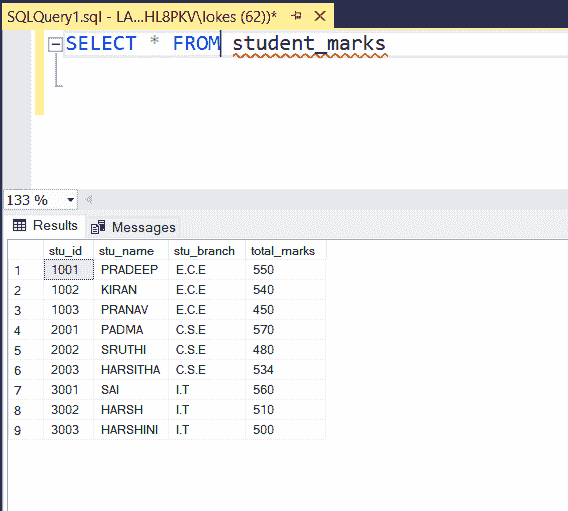 SQLQuery1.sql - LA...HL8PKV\lokes (62))*
SELECT * FROM student_marks
133 %
Results Messages
stu_id stu_name stu_branch total_marks
1 1001 PRADEEP E.C.E 550
2 1002 KIRAN E.C.E 540
3 1003 PRANAV E.C.E 450
4 2001 PADMA C.S.E 570
5 2002 SRUTHI C.S.E 480
6 2003 HARSITHA C.S.E 534
7 3001 SAI I.T 560
8 3002 HARSH I.T 510
9 3003 HARSHINI I.T 500